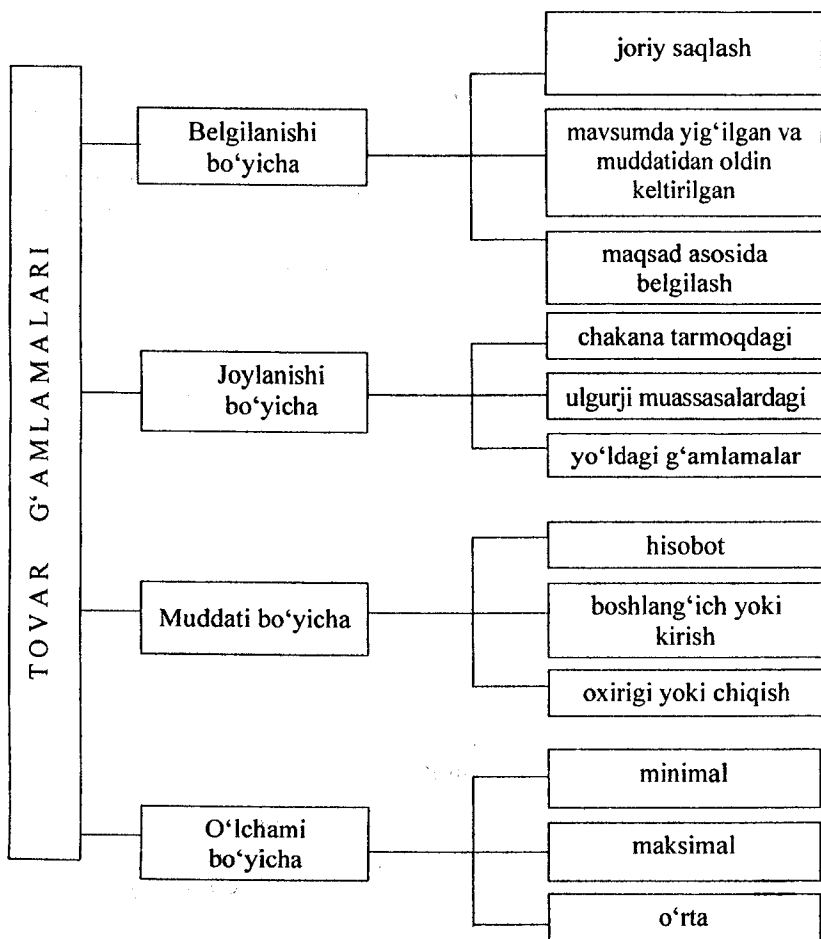 TOVAR G‘AMLAMALARI
Belgilanishi
bo‘yicha
joriy saqlash
mavsumda yig‘ilgan va
muddatidan oldin
keltirilgan
maqsad asosida
belgilash
Joylanishi
bo‘yicha
chakana tarmoqdagi
ulgurji muassasalardagi
yo‘ldagi g‘amlamalar
Muddati bo‘yicha
hisobot
boshlang‘ich yoki
kirish
oxirigi yoki chiqish
O‘lchami
bo‘yicha
minimal
maksimal
o‘rta